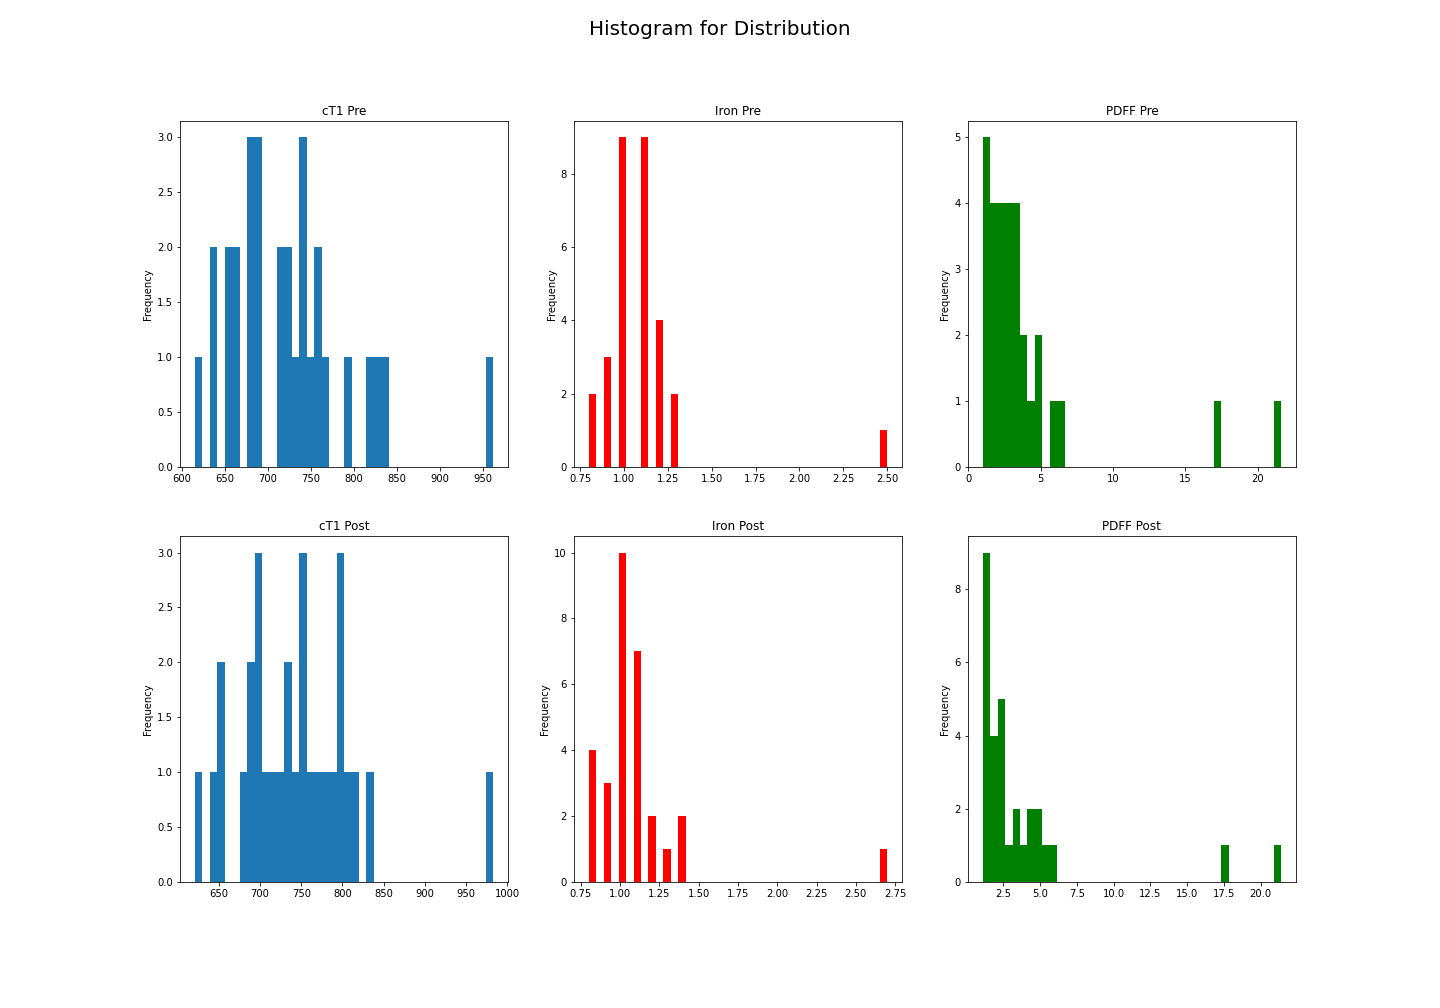 Histogram for Distribution
cT1 Pre
Iron Pre
PDFF Pre
Frequency
3.0
2.5
2.0
1.5
1.0
0.5
0.0
600 650 700 750 800 850 900 950
Frequency
8
6
4
2
0
0.75 1.00 1.25 1.50 1.75 2.00 2.25 2.50
Frequency
5
4
3
2
1
0
0 5 10 15 20
cT1 Post
Iron Post
PDFF Post
Frequency
3.0
2.5
2.0
1.5
1.0
0.5
0.0
650 700 750 800 850 900 950 1000
Frequency
10
8
6
4
2
0
0.75 1.00 1.25 1.50 1.75 2.00 2.25 2.50 2.75
Frequency
8
6
4
2
0
2.5 5.0 7.5 10.0 12.5 15.0 17.5 20.0